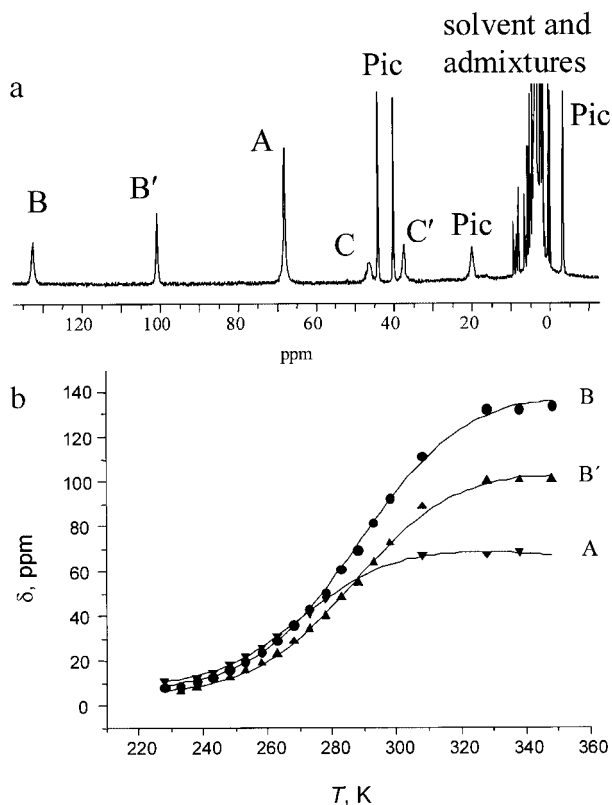 solvent and
admixtures
a
Pic
Pic
A
B'
B
C
C'
Pic
120 100 80 60 40 20 0
ppm
b
140
120
100
80
60
40
20
0
B
B´
A
δ, ppm
220 240 260 280 300 320 340 360
T, K